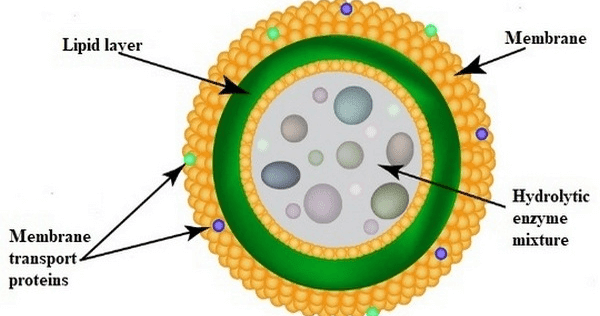 Lipid layer
Membrane
Hydrolytic
enzyme
mixture
Membrane
transport
proteins